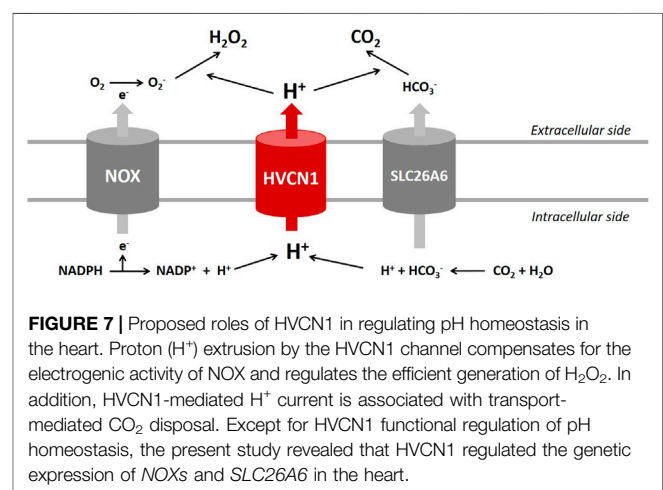 H₂O₂ CO₂
O₂ → O₂⁻ H⁺ HCO₃⁻
e⁻
Extracellular side
NOX HVCN1 SLC26A6
Intracellular side
e⁻ H⁺
NADPH → NADP⁺ + H⁺ H⁺ + HCO₃⁻ ← CO₂ + H₂O
FIGURE 7 | Proposed roles of HVCN1 in regulating pH homeostasis in
the heart. Proton (H⁺) extrusion by the HVCN1 channel compensates for the
electrogenic activity of NOX and regulates the efficient generation of H₂O₂. In
addition, HVCN1-mediated H⁺ current is associated with transport-
mediated CO₂ disposal. Except for HVCN1 functional regulation of pH
homeostasis, the present study revealed that HVCN1 regulated the genetic
expression of NOXs and SLC26A6 in the heart.